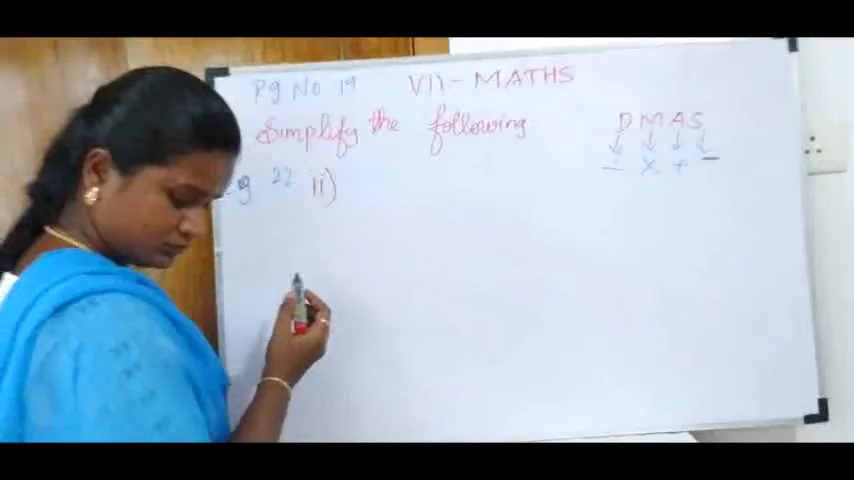 Pg No 19 VII - MATHS
Simplify the following D M A S
÷ × + -
22 ii)